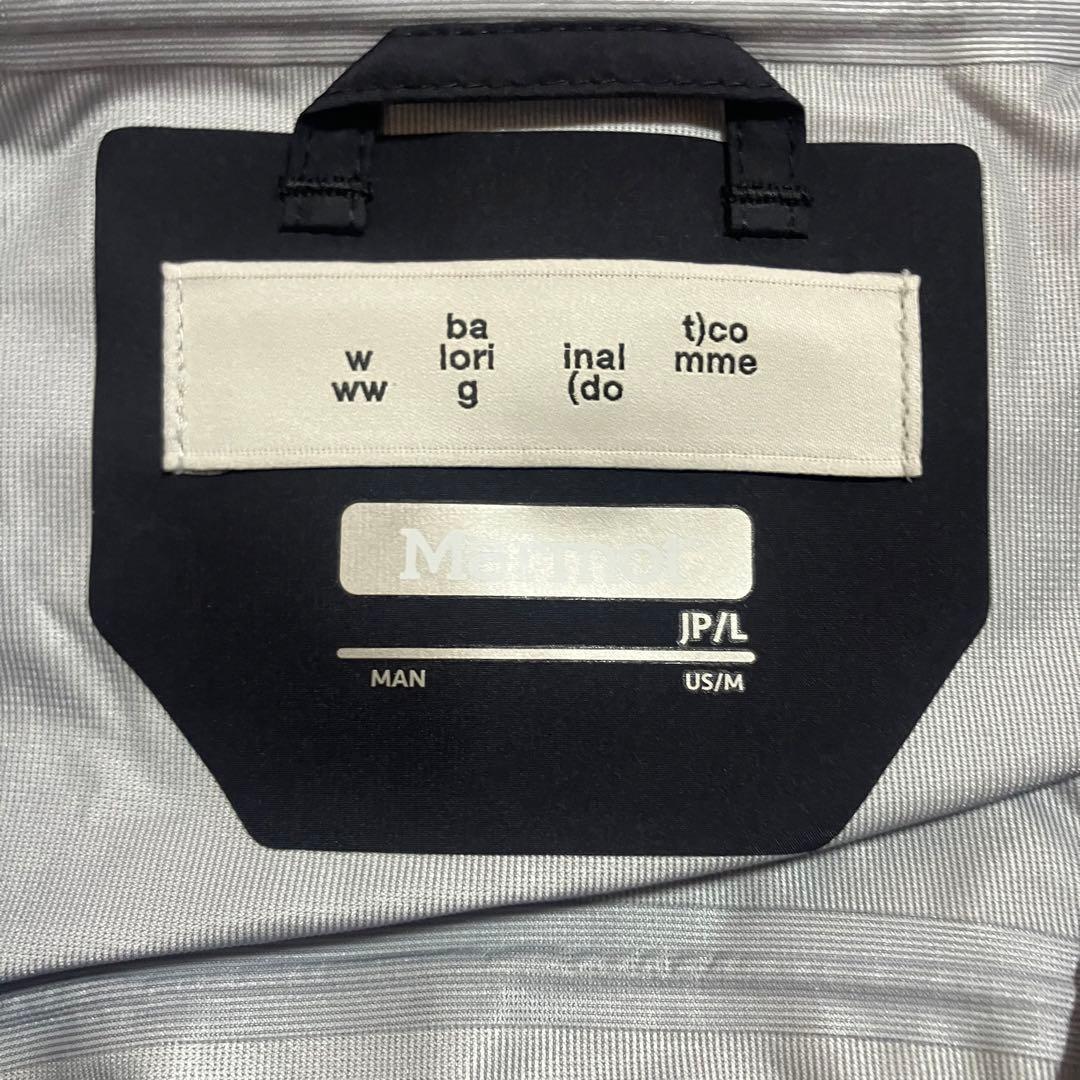 w
ww
ba
lori
g
inal
(do
t)co
mme
Marmot
JP/L
MAN
US/M